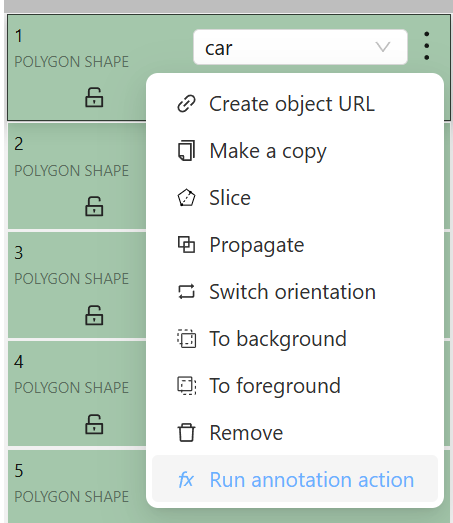 1
POLYGON SHAPE
car
Create object URL
2
POLYGON SHAPE
Make a copy
Slice
3
POLYGON SHAPE
Propagate
Switch orientation
4
POLYGON SHAPE
To background
To foreground
Remove
5
POLYGON SHAPE
fx Run annotation action